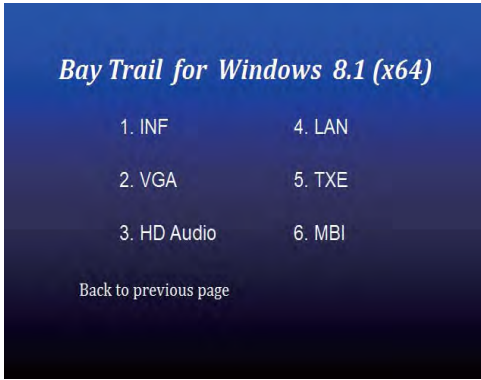 Bay Trail for Windows 8.1 (x64)
1. INF
2. VGA
3. HD Audio
4. LAN
5. TXE
6. MBI
Back to previous page